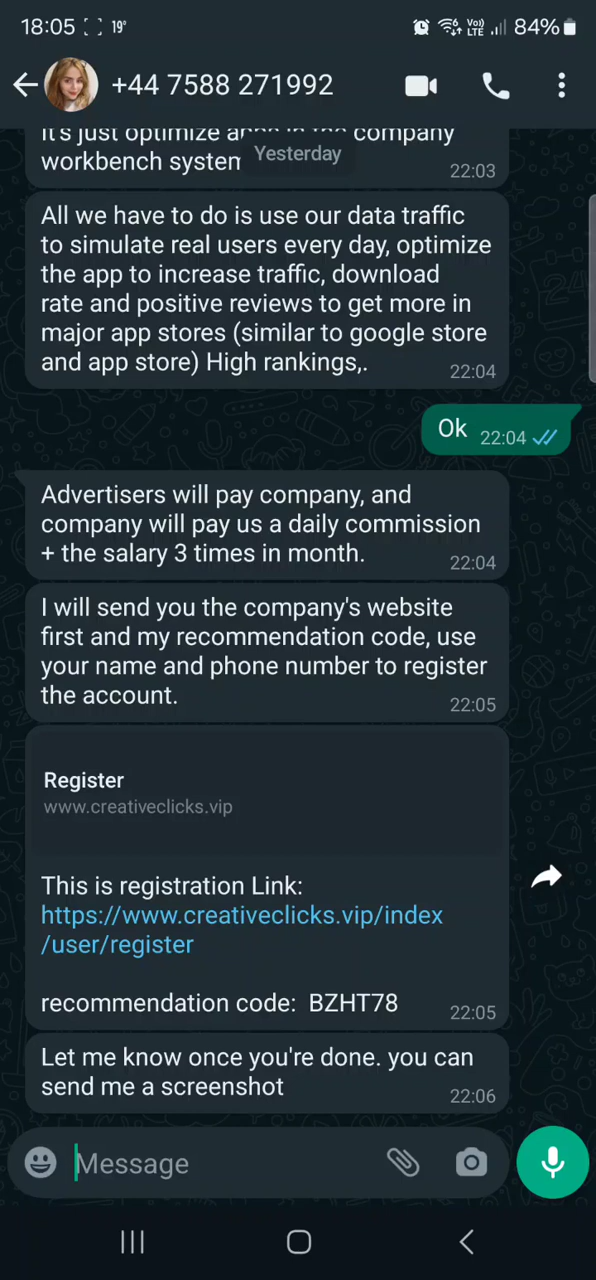 18:05 19°
Vo))
LTE 84%
+44 7588 271992
It's just optimize apps in the company
workbench system
Yesterday
22:03
All we have to do is use our data traffic
to simulate real users every day, optimize
the app to increase traffic, download
rate and positive reviews to get more in
major app stores (similar to google store
and app store) High rankings,.
22:04
Ok 22:04
Advertisers will pay company, and
company will pay us a daily commission
+ the salary 3 times in month.
22:04
I will send you the company's website
first and my recommendation code, use
your name and phone number to register
the account.
22:05
Register
www.creativeclicks.vip
This is registration Link:
https://www.creativeclicks.vip/index
/user/register
recommendation code: BZHT78
22:05
Let me know once you're done. you can
send me a screenshot
22:06
Message